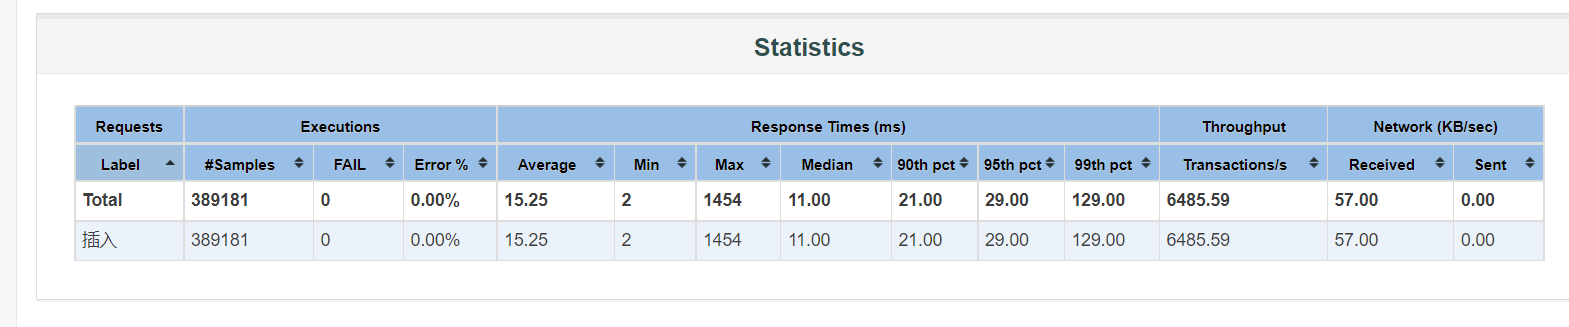 Statistics
Requests Executions Response Times (ms) Throughput Network (KB/sec)
Label #Samples FAIL Error % Average Min Max Median 90th pct 95th pct 99th pct Transactions/s Received Sent
Total 389181 0 0.00% 15.25 2 1454 11.00 21.00 29.00 129.00 6485.59 57.00 0.00
插入 389181 0 0.00% 15.25 2 1454 11.00 21.00 29.00 129.00 6485.59 57.00 0.00